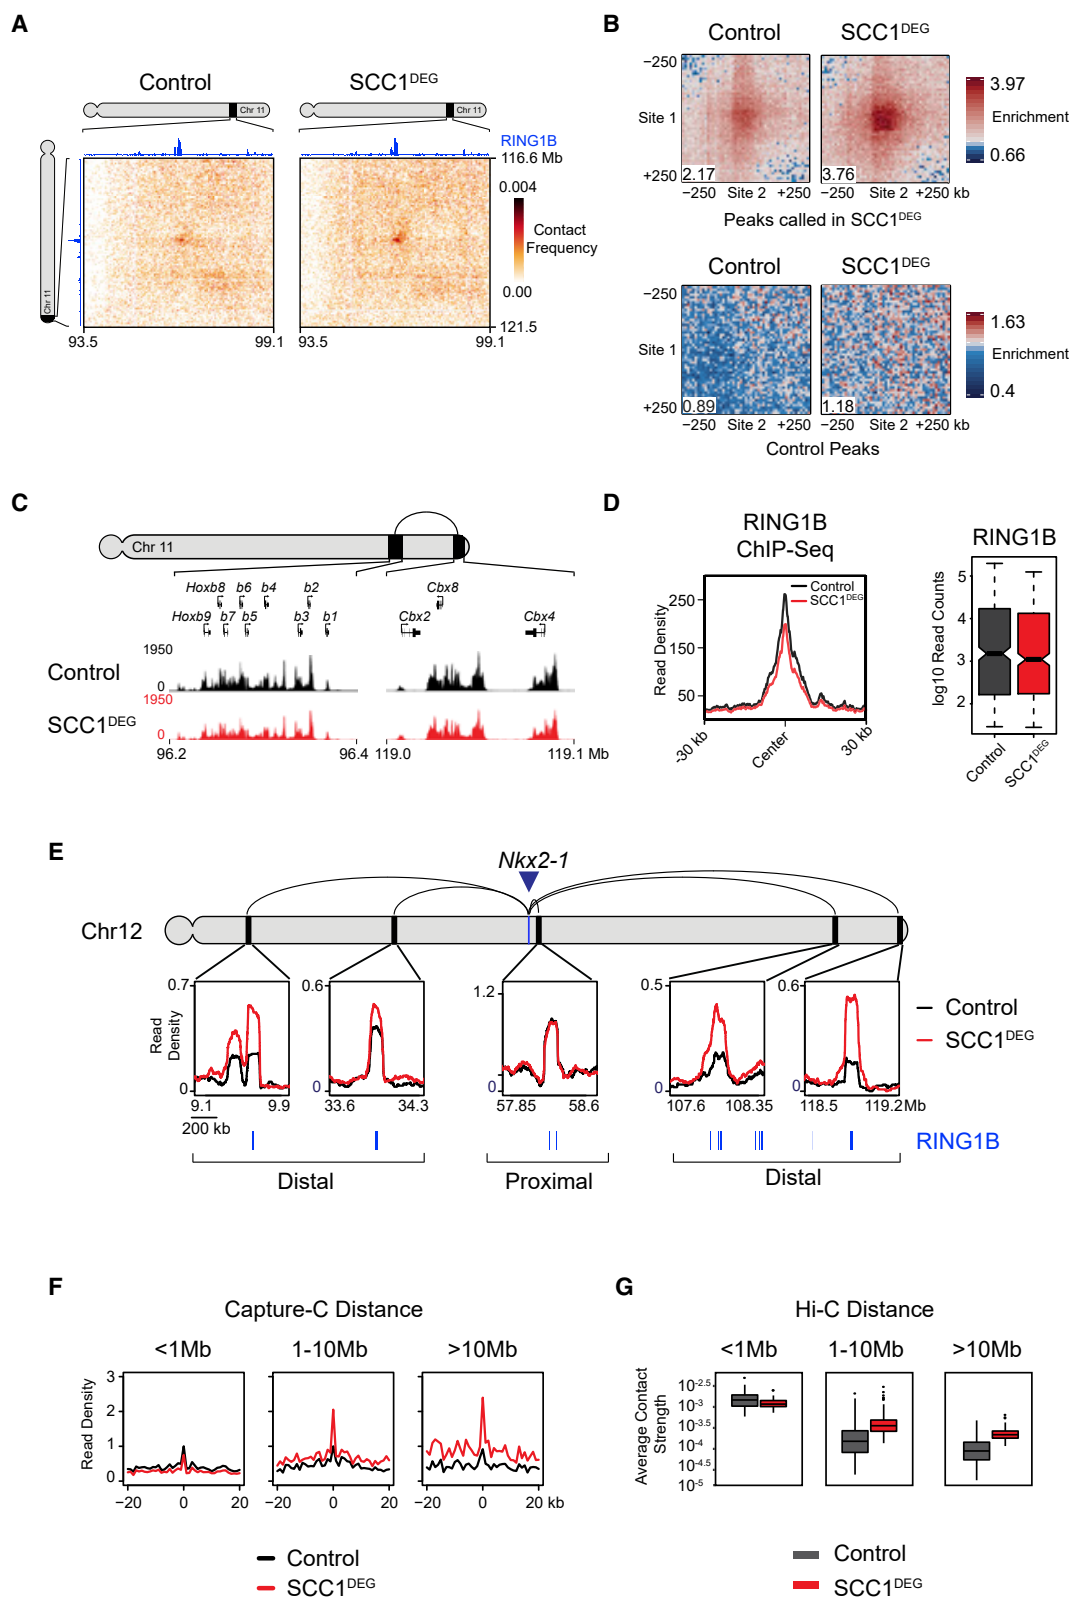 A
Control
SCC1DEG
Chr 11
Chr 11
RING1B
116.6 Mb
0.004
Contact
Frequency
0.00
121.5
Chr 11
93.5
99.1
93.5
99.1
B
Control
SCC1DEG
−250
Site 1
+250
2.17
3.76
−250 Site 2 +250
−250 Site 2 +250 kb
3.97
Enrichment
0.66
Peaks called in SCC1DEG
Control
SCC1DEG
−250
Site 1
+250
0.89
1.18
−250 Site 2 +250
−250 Site 2 +250 kb
1.63
Enrichment
0.4
Control Peaks
C
Chr 11
Hoxb8 b6 b4 b2
Hoxb9 b7 b5 b3 b1
Cbx8
Cbx2 Cbx4
Control
1950
0
SCC1DEG
1950
0
96.2
96.4
119.0
119.1 Mb
D
RING1B
ChIP-Seq
Control
SCC1DEG
Read Density
250
150
50
-30 kb
Center
30 kb
RING1B
log10 Read Counts
5
4
3
2
Control
SCC1DEG
E
Nkx2-1
Chr12
Read
Density
0.7
0
9.1
9.9
200 kb
0.6
0
33.6
34.3
1.2
0
57.85
58.6
0.5
0
107.6
108.35
0.6
0
118.5
119.2Mb
Control
SCC1DEG
RING1B
Distal
Proximal
Distal
F
Capture-C Distance
<1Mb
1-10Mb
>10Mb
Read Density
3
2
1
0
−20 0 20
−20 0 20
−20 0 20 kb
Control
SCC1DEG
G
Hi-C Distance
<1Mb
1-10Mb
>10Mb
Average Contact
Strength
10-2.5
10-3
10-3.5
10-4
10-4.5
10-5
Control
SCC1DEG